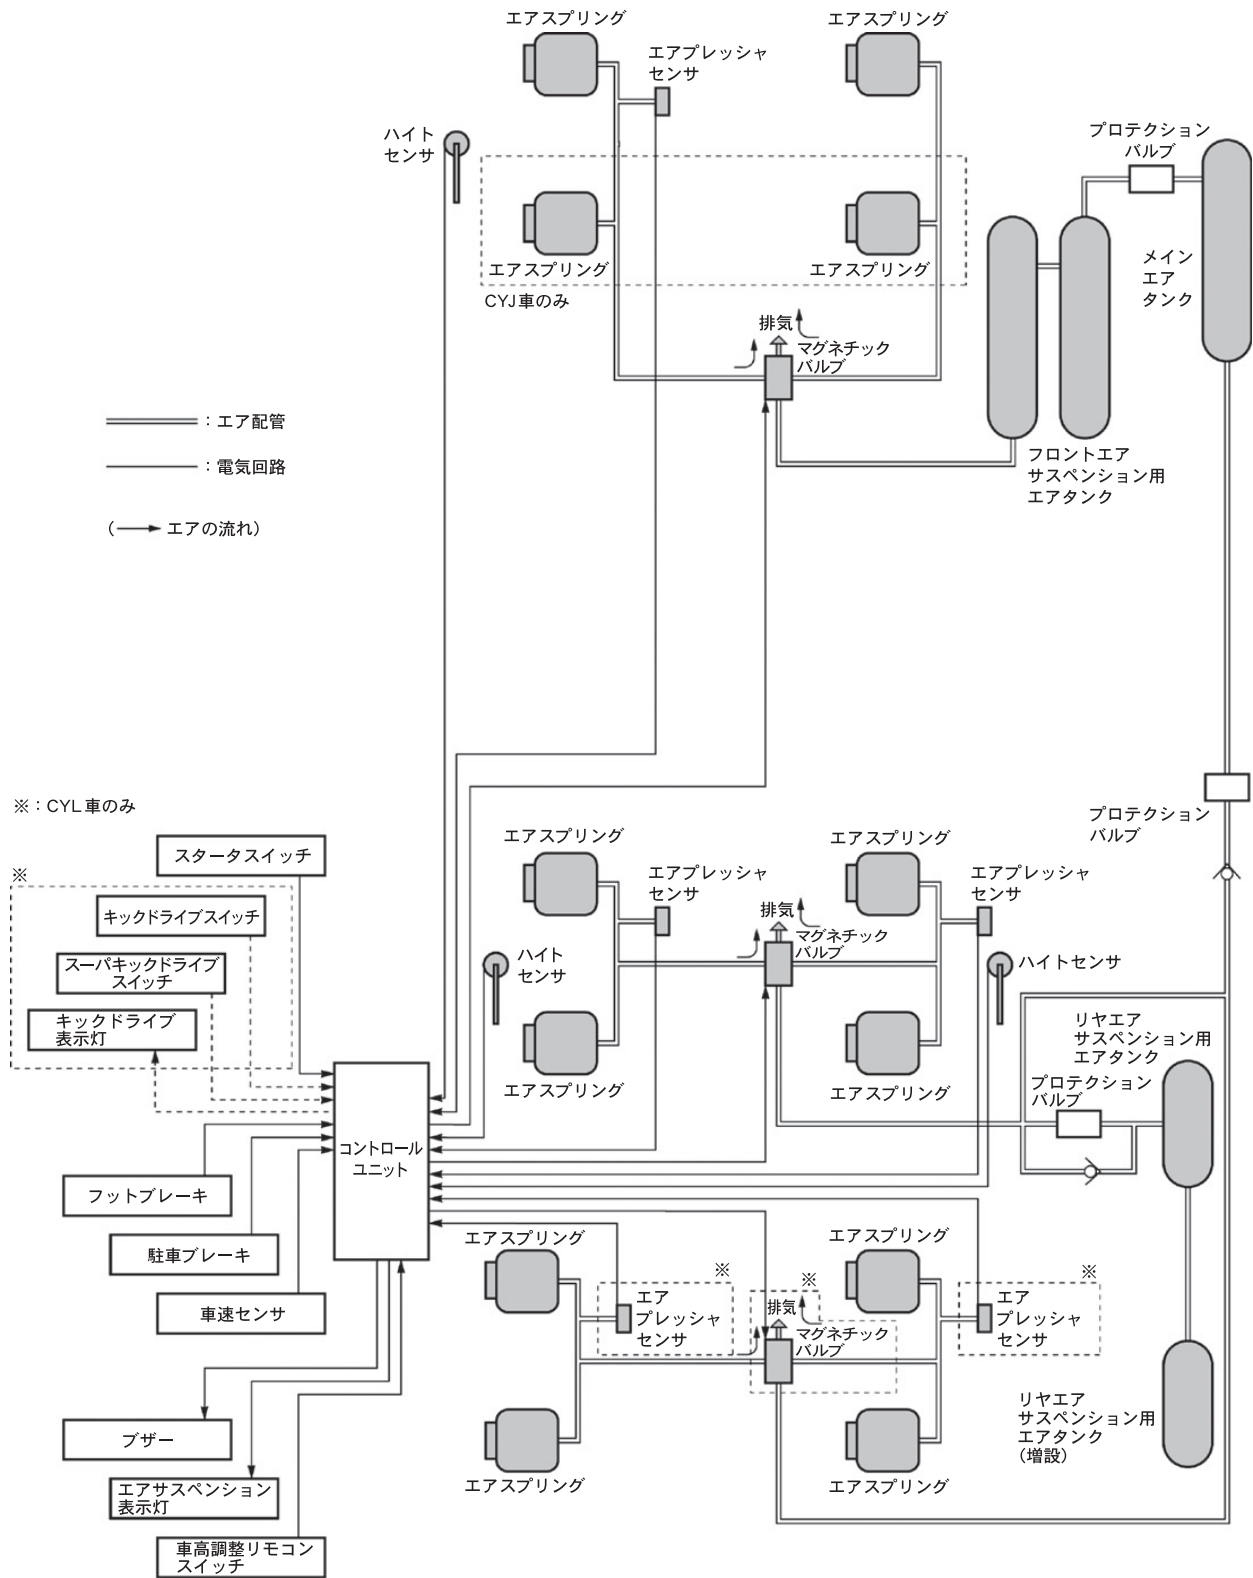 エアスプリング
エアスプリング
エアプレッシャ
センサ
ハイト
センサ
プロテクション
バルブ
エアスプリング
エアスプリング
CYJ車のみ
メイン
エア
タンク
排気
マグネチック
バルブ
：エア配管
：電気回路
（→エアの流れ）
フロントエア
サスペンション用
エアタンク
※：CYL車のみ
プロテクション
バルブ
スタータスイッチ
※
キックドライブスイッチ
スーパキックドライブ
スイッチ
キックドライブ
表示灯
エアスプリング
エアスプリング
エアプレッシャ
センサ
エアプレッシャ
センサ
排気
マグネチック
バルブ
ハイト
センサ
ハイトセンサ
エアスプリング
エアスプリング
リヤエア
サスペンション用
エアタンク
プロテクション
バルブ
コントロール
ユニット
フットブレーキ
駐車ブレーキ
車速センサ
エアスプリング
エアスプリング
※
エア
プレッシャ
センサ
※
排気
マグネチック
バルブ
※
エア
プレッシャ
センサ
エアスプリング
エアスプリング
リヤエア
サスペンション用
エアタンク
（増設）
ブザー
エアサスペンション
表示灯
車高調整リモコン
スイッチ